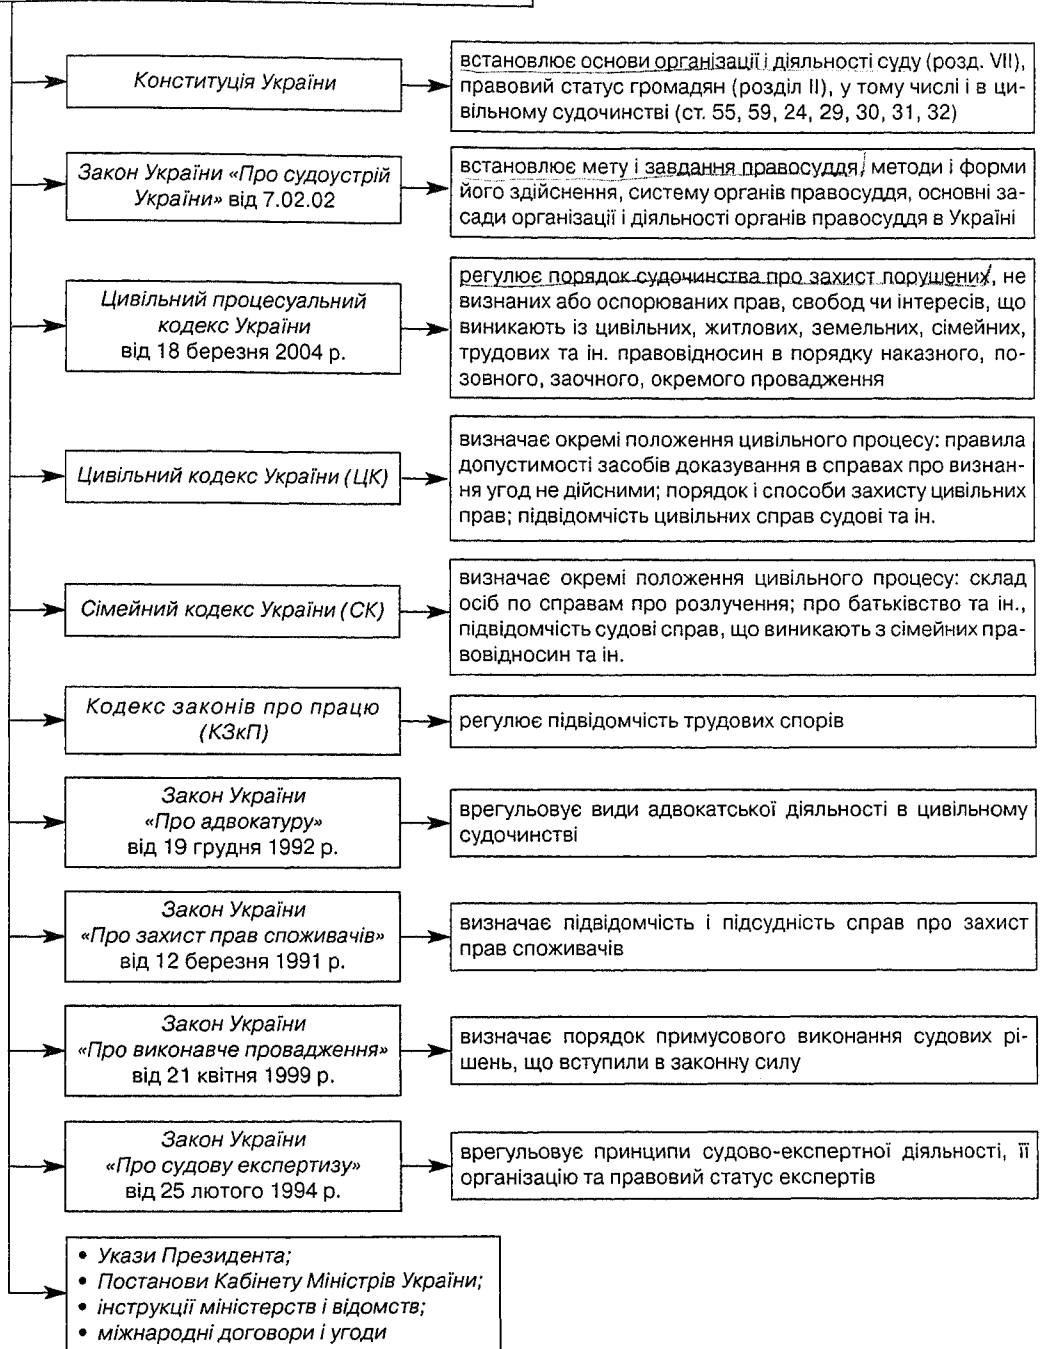 Конституція України
встановлює основи організації і діяльності суду (розд. VII),
правовий статус громадян (розділ II), у тому числі і в ци-
вільному судочинстві (ст. 55, 59, 24, 29, 30, 31, 32)
Закон України «Про судоустрій
України» від 7.02.02
встановлює мету і завдання правосуддя, методи і форми
його здійснення, систему органів правосуддя, основні за-
сади організації і діяльності органів правосуддя в Україні
Цивільний процесуальний
кодекс України
від 18 березня 2004 р.
регулює порядок судочинства про захист порушених, не
визнаних або оспорюваних прав, свобод чи інтересів, що
виникають із цивільних, житлових, земельних, сімейних,
трудових та ін. правовідносин в порядку наказного, по-
зовного, заочного, окремого провадження
Цивільний кодекс України (ЦК)
визначає окремі положення цивільного процесу: правила
допустимості засобів доказування в справах про визнан-
ня угод не дійсними; порядок і способи захисту цивільних
прав; підвідомчість цивільних справ судові та ін.
Сімейний кодекс України (СК)
визначає окремі положення цивільного процесу: склад
осіб по справам про розлучення; про батьківство та ін.,
підвідомчість судові справ, що виникають з сімейних пра-
вовідносин та ін.
Кодекс законів про працю
(КЗкП)
регулює підвідомчість трудових спорів
Закон України
«Про адвокатуру»
від 19 грудня 1992 р.
врегульовує види адвокатської діяльності в цивільному
судочинстві
Закон України
«Про захист прав споживачів»
від 12 березня 1991 р.
визначає підвідомчість і підсудність справ про захист
прав споживачів
Закон України
«Про виконавче провадження»
від 21 квітня 1999 р.
визначає порядок примусового виконання судових рі-
шень, що вступили в законну силу
Закон України
«Про судову експертизу»
від 25 лютого 1994 р.
врегульовує принципи судово-експертної діяльності, її
організацію та правовий статус експертів
• Укази Президента;
• Постанови Кабінету Міністрів України;
• інструкції міністерств і відомств;
• міжнародні договори і угоди